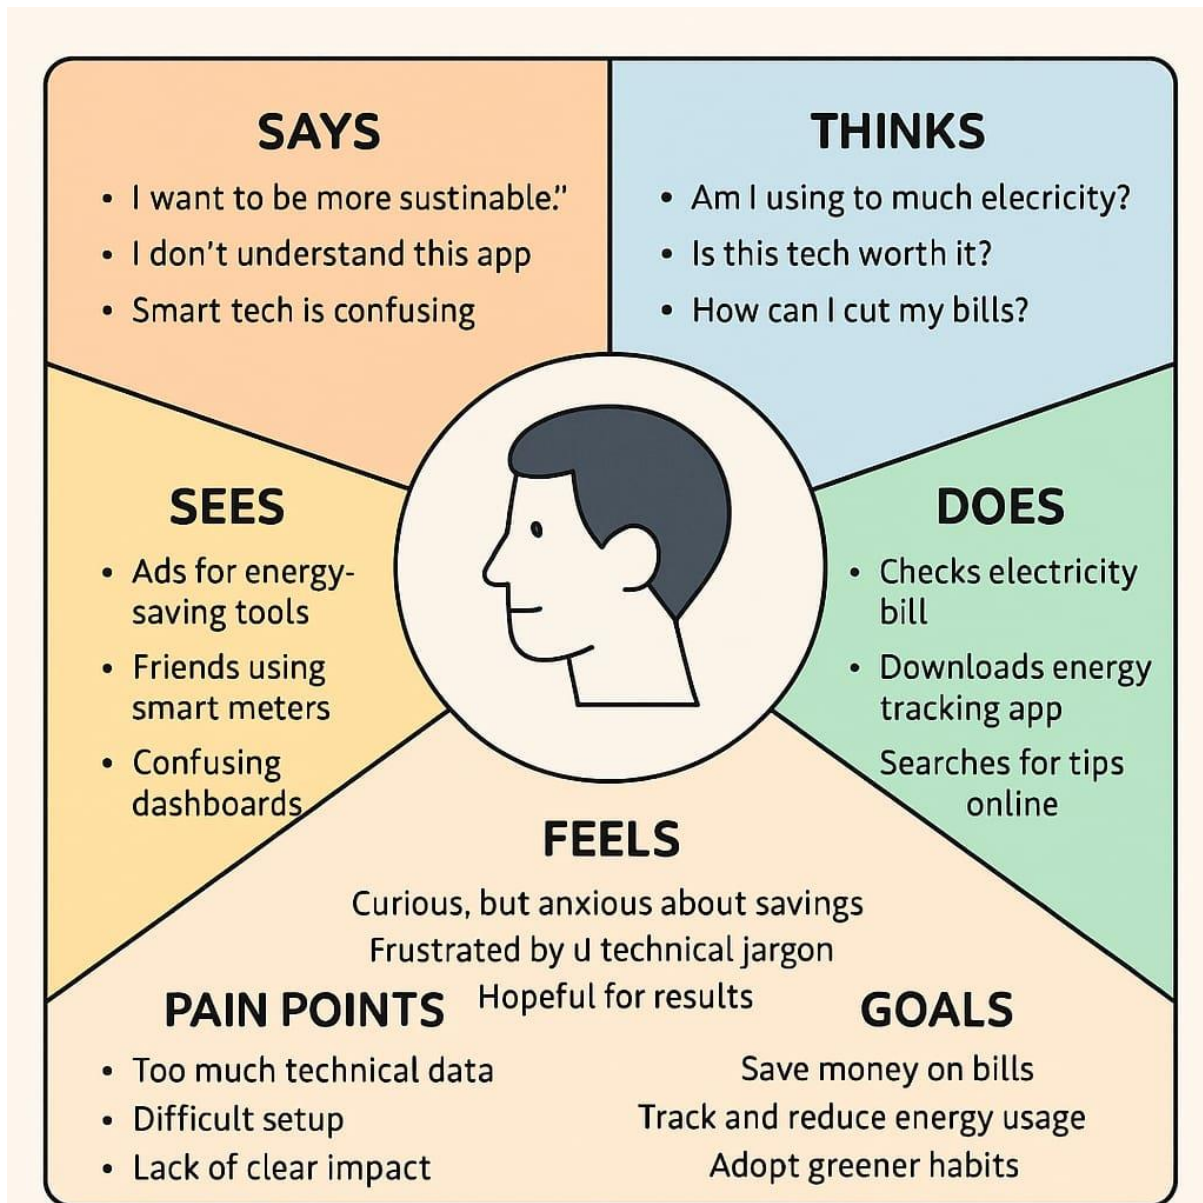 SAYS
• I want to be more sustinable.”
• I don’t understand this app
• Smart tech is confusing
THINKS
• Am I using to much elecricity?
• Is this tech worth it?
• How can I cut my bills?
SEES
• Ads for energy-
saving tools
• Friends using
smart meters
• Confusing
dashboards
DOES
• Checks electricity
bill
• Downloads energy
tracking app
Searches for tips
online
FEELS
Curious, but anxious about savings
Frustrated by U technical jargon
Hopeful for results
PAIN POINTS
• Too much technical data
• Difficult setup
• Lack of clear impact
GOALS
Save money on bills
Track and reduce energy usage
Adopt greener habits